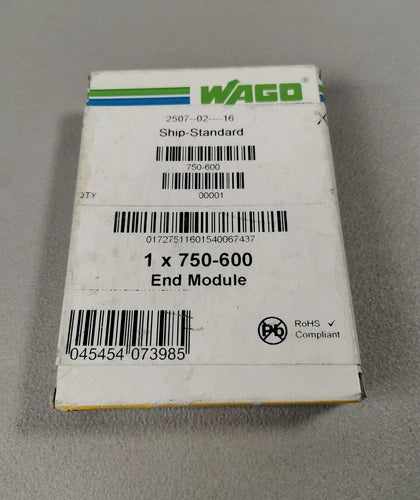 WAGO
2507--02----16
Ship-Standard
750-600
QTY 00001
01727511601540067437
1 x 750-600
End Module
Pb
RoHS ✓
Compliant
045454 073985